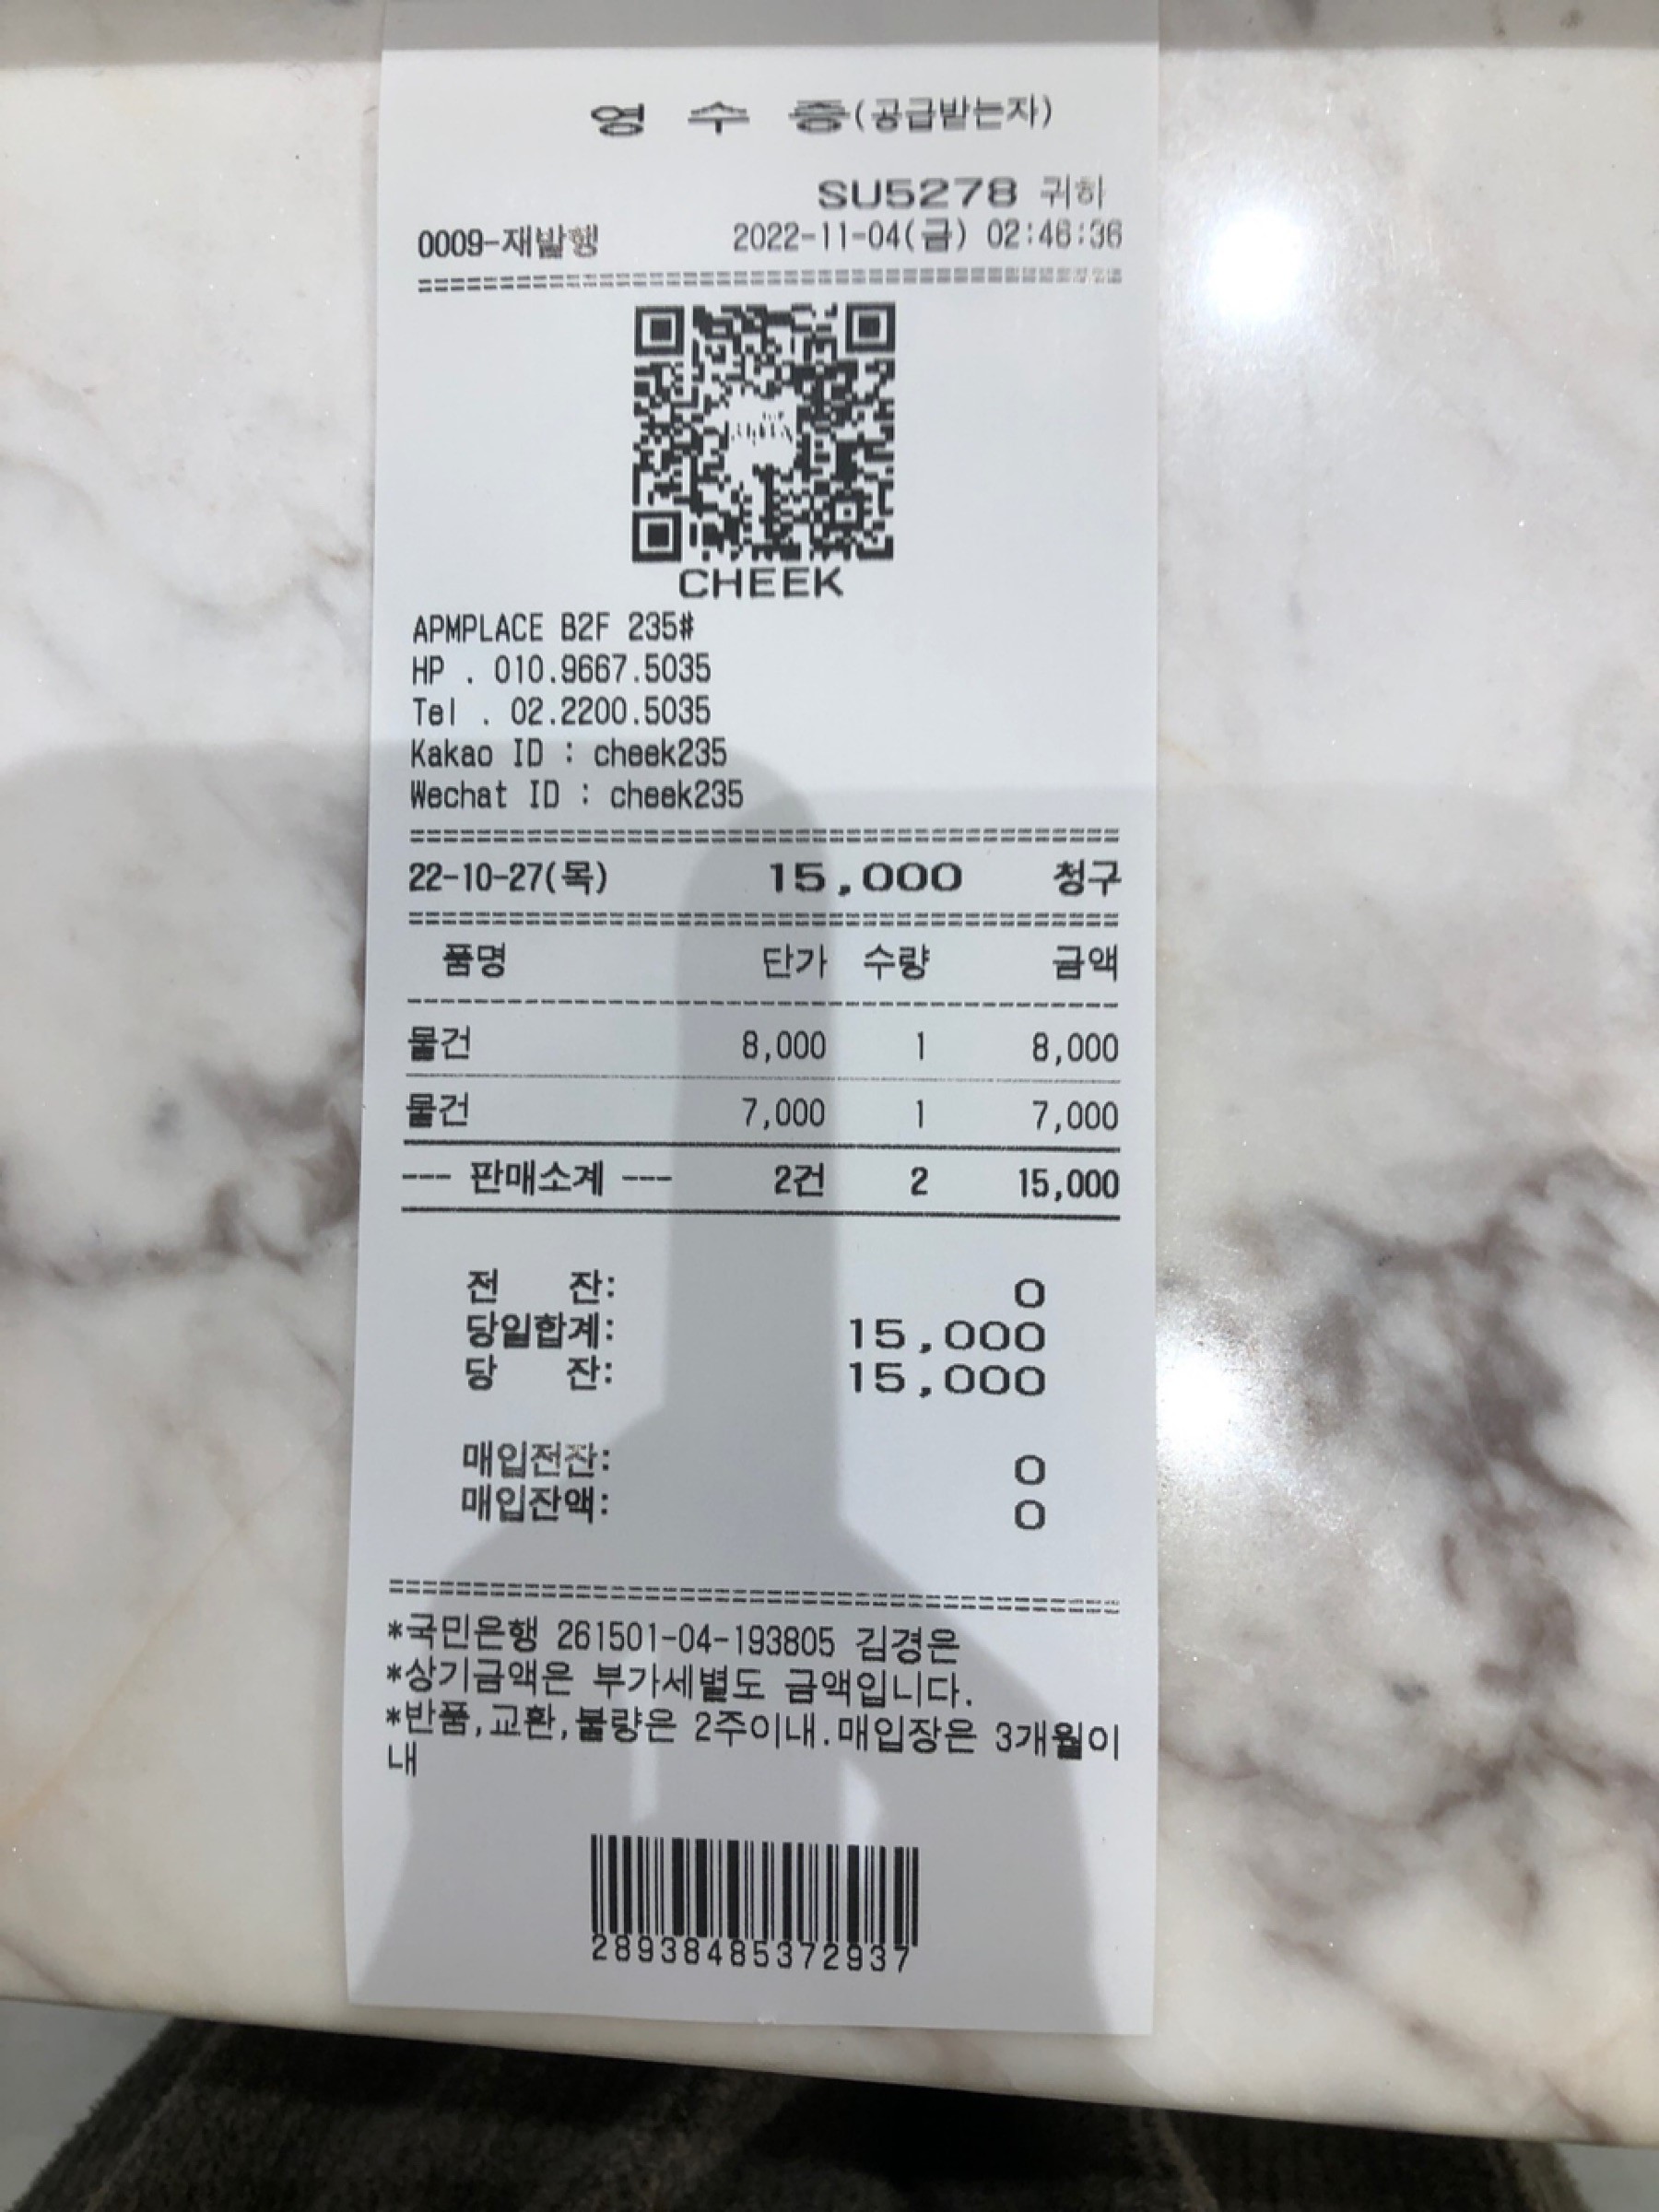 영 수 증(공급받는자)
SU5278 귀하
0009-재발행 2022-11-04(금) 02:46:36
CHEEK
APMPLACE B2F 235#
HP . 010.9667.5035
Tel . 02.2200.5035
Kakao ID : cheek235
Wechat ID : cheek235
22-10-27(목) 15,000 청구
품명 단가 수량 금액
물건 8,000 1 8,000
물건 7,000 1 7,000
--- 판매소계 --- 2건 2 15,000
전 잔: 0
당일합계: 15,000
당 잔: 15,000
매입전잔: 0
매입잔액: 0
*국민은행 261501-04-193805 김경은
*상기금액은 부가세별도 금액입니다.
*반품,교환,불량은 2주이내.매입장은 3개월이
내
28938485372937